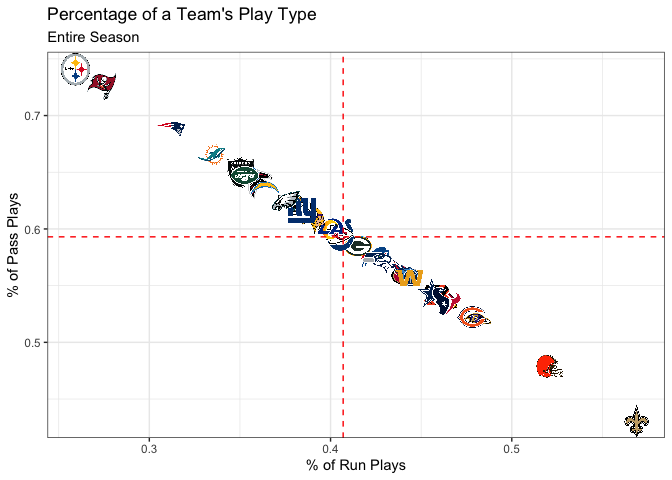 Percentage of a Team's Play Type
Entire Season
0.7
0.6
0.5
% of Pass Plays
0.3
0.4
0.5
% of Run Plays